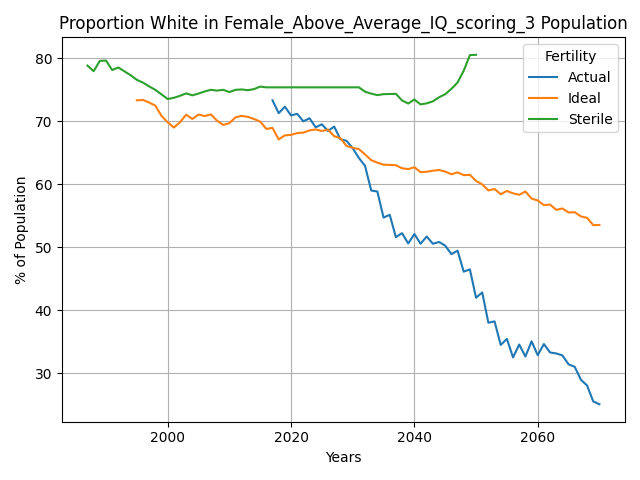 Proportion White in Female_Above_Average_IQ_scoring_3 Population
Fertility
Actual
Ideal
Sterile
% of Population
80
70
60
50
40
30
2000
2020
2040
2060
Years